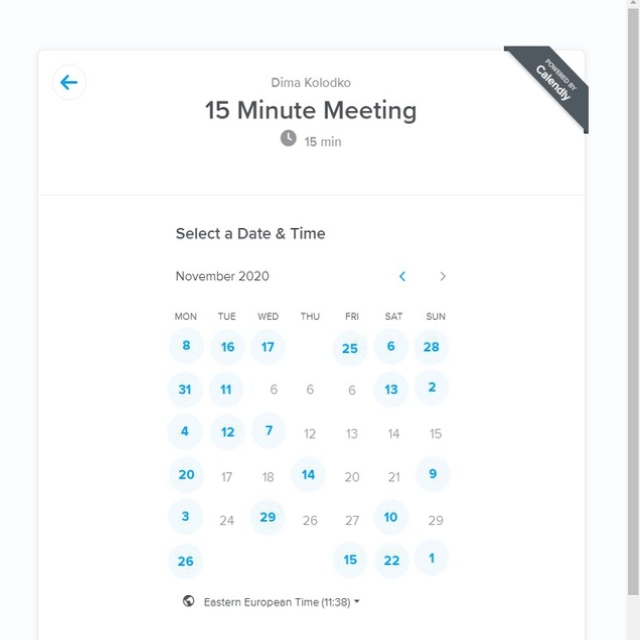 POWERED BY
Calendly
Dima Kolodko
15 Minute Meeting
15 min
Select a Date & Time
November 2020
MON TUE WED THU FRI SAT SUN
8 16 17 25 6 28
31 11 6 6 6 13 2
4 12 7 12 13 14 15
20 17 18 14 20 21 9
3 24 29 26 27 10 29
26 15 22 1
Eastern European Time (11:38)